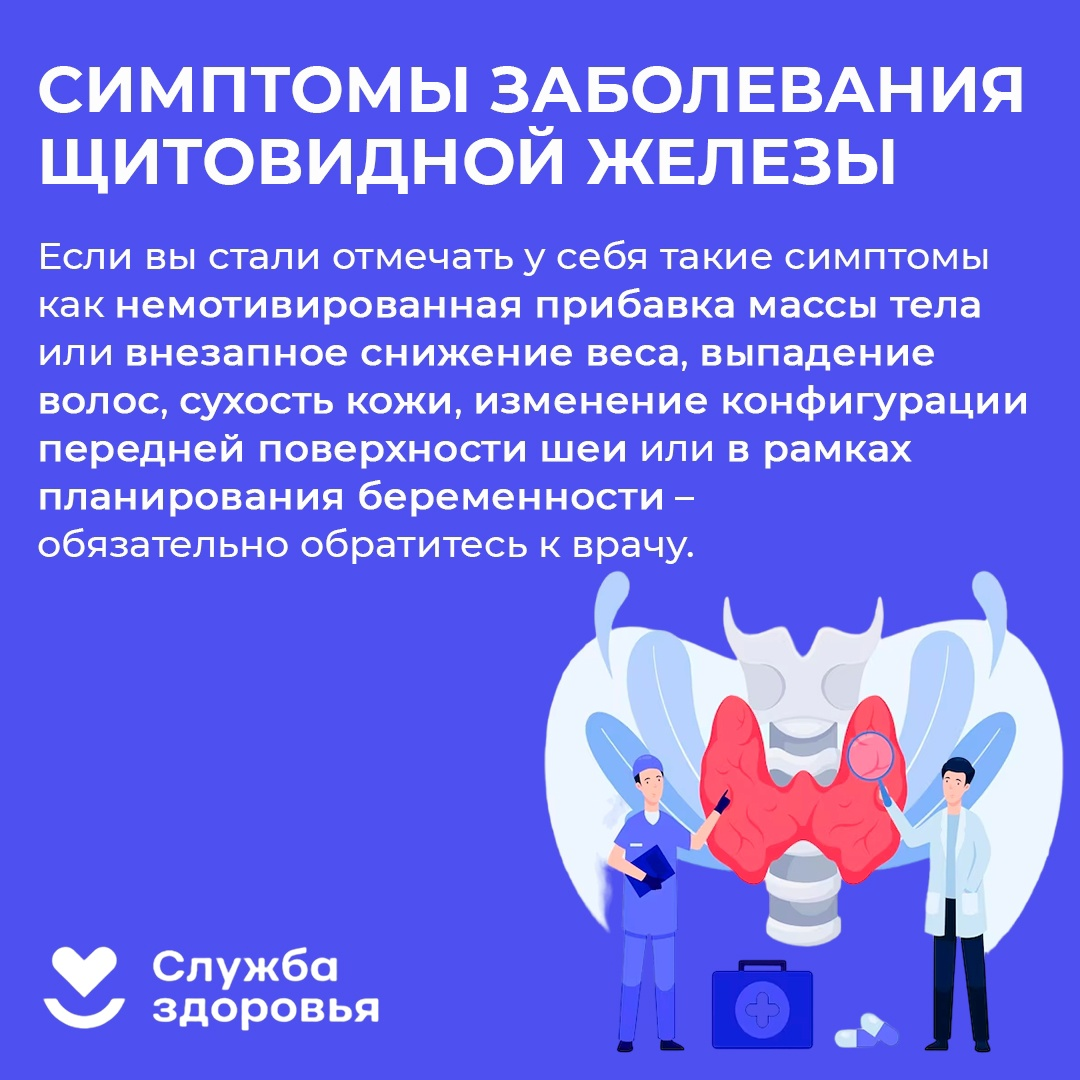 СИМПТОМЫ ЗАБОЛЕВАНИЯ
ЩИТОВИДНОЙ ЖЕЛЕЗЫ
Если вы стали отмечать у себя такие симптомы
как немотивированная прибавка массы тела
или внезапное снижение веса, выпадение
волос, сухость кожи, изменение конфигурации
передней поверхности шеи или в рамках
планирования беременности –
обязательно обратитесь к врачу.
Служба
здоровья